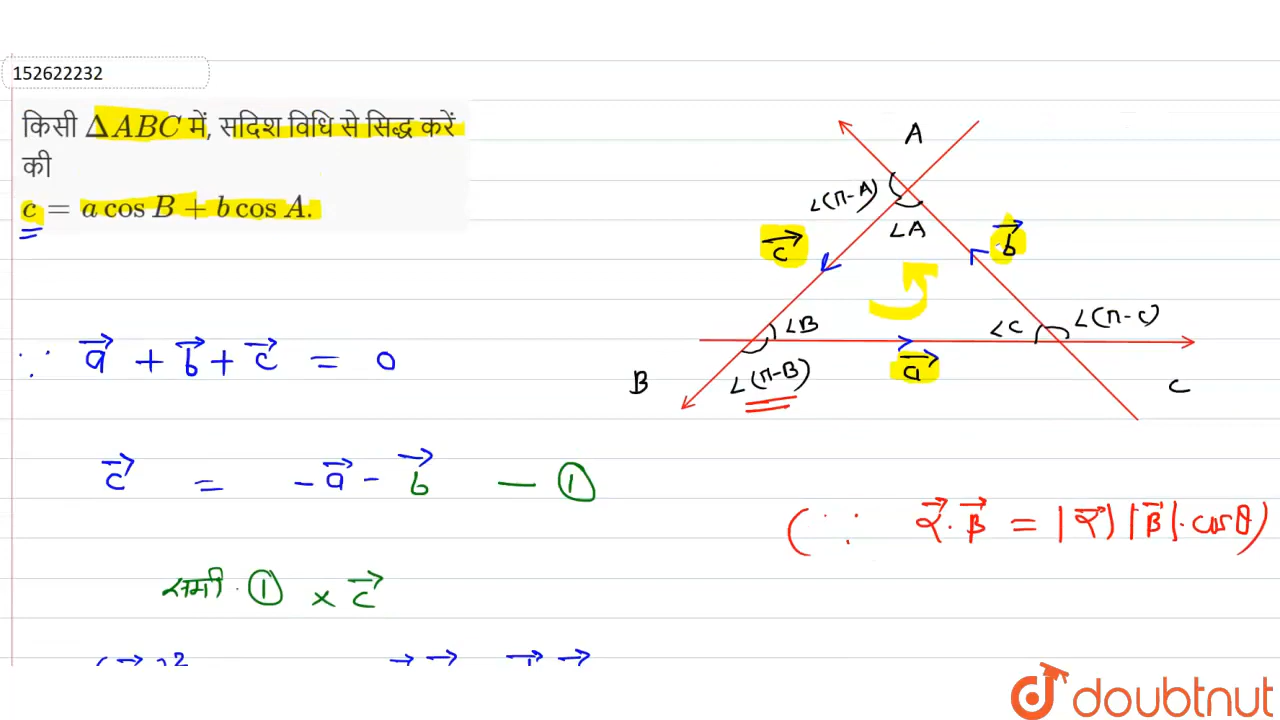 152622232
किसी ΔABC में, सदिश विधि से सिद्ध करें
की
c = a cos B + b cos A.
A
∠(π-A)
∠A
c⃗
b⃗
∠B
∠C
∠(π-C)
∵ a⃗ + b⃗ + c⃗ = 0
B
∠(π-B)
a⃗
C
c⃗ = -a⃗ - b⃗ — ①
(∵ α⃗·β⃗ = |α⃗||β⃗|·cosθ)
समी. ① × c⃗
doubtnut